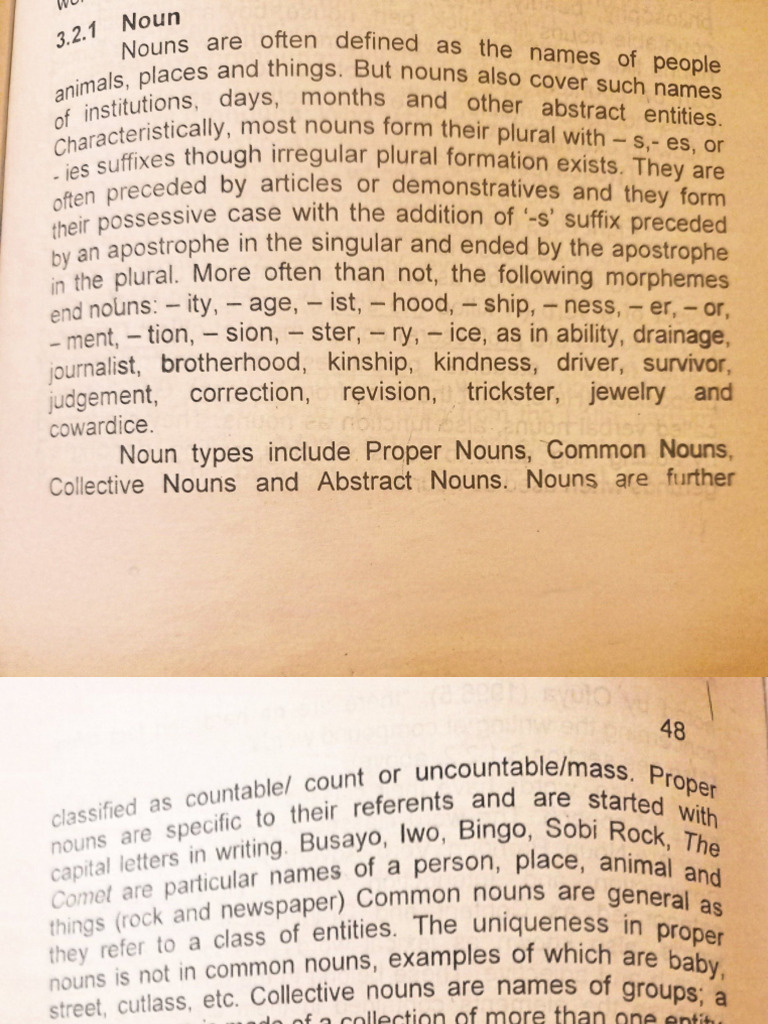 3.2.1 Noun
Nouns are often defined as the names of people
animals, places and things. But nouns also cover such names
of institutions, days, months and other abstract entities.
Characteristically, most nouns form their plural with – s,- es, or
- ies suffixes though irregular plural formation exists. They are
often preceded by articles or demonstratives and they form
their possessive case with the addition of ‘-s’ suffix preceded
by an apostrophe in the singular and ended by the apostrophe
in the plural. More often than not, the following morphemes
end nouns: – ity, – age, – ist, – hood, – ship, – ness, – er, – or,
– ment, – tion, – sion, – ster, – ry, – ice, as in ability, drainage,
journalist, brotherhood, kinship, kindness, driver, survivor,
judgement, correction, revision, trickster, jewelry and
cowardice.
Noun types include Proper Nouns, Common Nouns,
Collective Nouns and Abstract Nouns. Nouns are further
48
classified as countable/ count or uncountable/mass. Proper
nouns are specific to their referents and are started with
capital letters in writing. Busayo, Iwo, Bingo, Sobi Rock, The
Comet are particular names of a person, place, animal and
things (rock and newspaper) Common nouns are general as
they refer to a class of entities. The uniqueness in proper
nouns is not in common nouns, examples of which are baby,
street, cutlass, etc. Collective nouns are names of groups; a
made of a collection of more than one entity